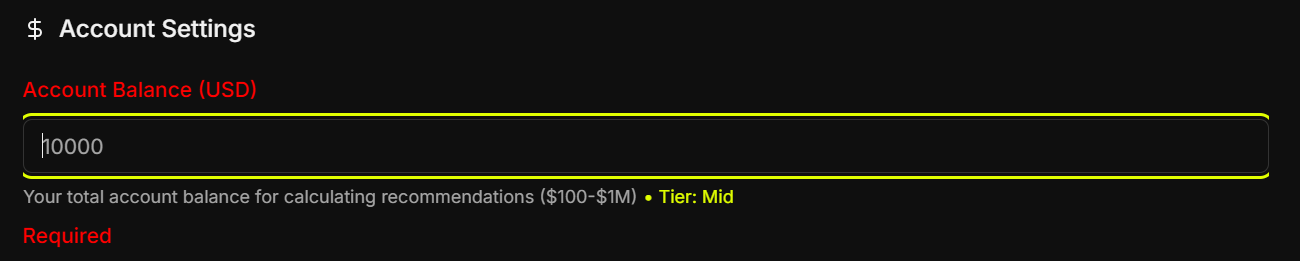 $ Account Settings
Account Balance (USD)
10000
Your total account balance for calculating recommendations ($100-$1M) • Tier: Mid
Required